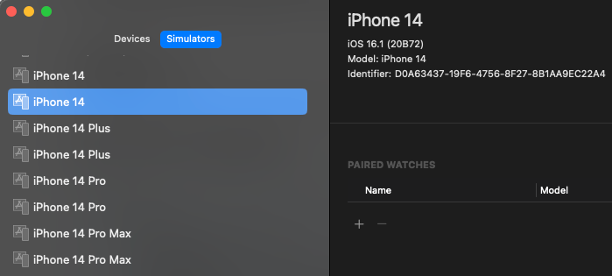 Devices
Simulators
iPhone 14
iPhone 14
iPhone 14 Plus
iPhone 14 Plus
iPhone 14 Pro
iPhone 14 Pro
iPhone 14 Pro Max
iPhone 14 Pro Max
iPhone 14
iOS 16.1 (20B72)
Model: iPhone 14
Identifier: D0A63437-19F6-4756-8F27-8B1AA9EC22A4
PAIRED WATCHES
Name Model